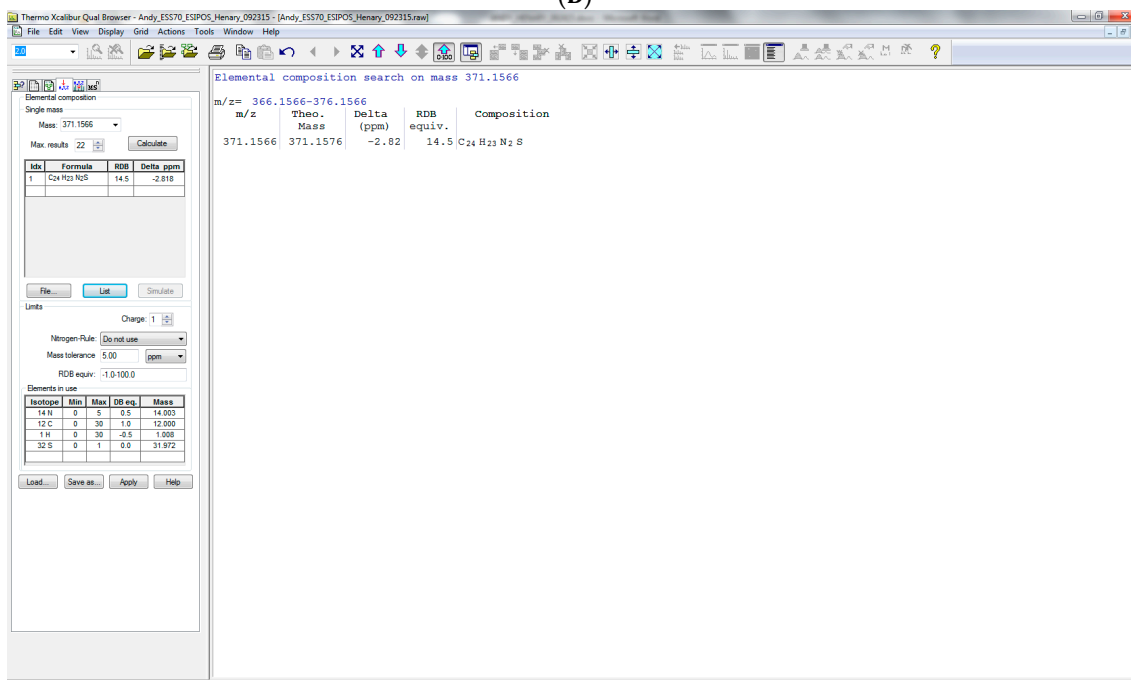 (B)
Thermo Xcalibur Qual Browser - Andy_ESS70_ESIPOS_Henary_092315 - [Andy_ESS70_ESIPOS_Henary_092315.raw]
File Edit View Display Grid Actions Tools Window Help
2.0
Elemental composition
Single mass
Mass: 371.1566
Max. results 22 Calculate
Idx Formula RDB Delta ppm
1 C24 H23 N2S 14.5 -2.818
File... List Simulate
Limits
Charge: 1
Nitrogen-Rule: Do not use
Mass tolerance 5.00 ppm
RDB equiv: -1.0-100.0
Elements in use
Isotope Min Max DB eq. Mass
14 N 0 5 0.5 14.003
12 C 0 30 1.0 12.000
1 H 0 30 -0.5 1.008
32 S 0 1 0.0 31.972
Load... Save as... Apply Help
Elemental composition search on mass 371.1566
m/z= 366.1566-376.1566
m/z Theo. Delta RDB Composition
Mass (ppm) equiv.
371.1566 371.1576 -2.82 14.5 C24 H23 N2 S